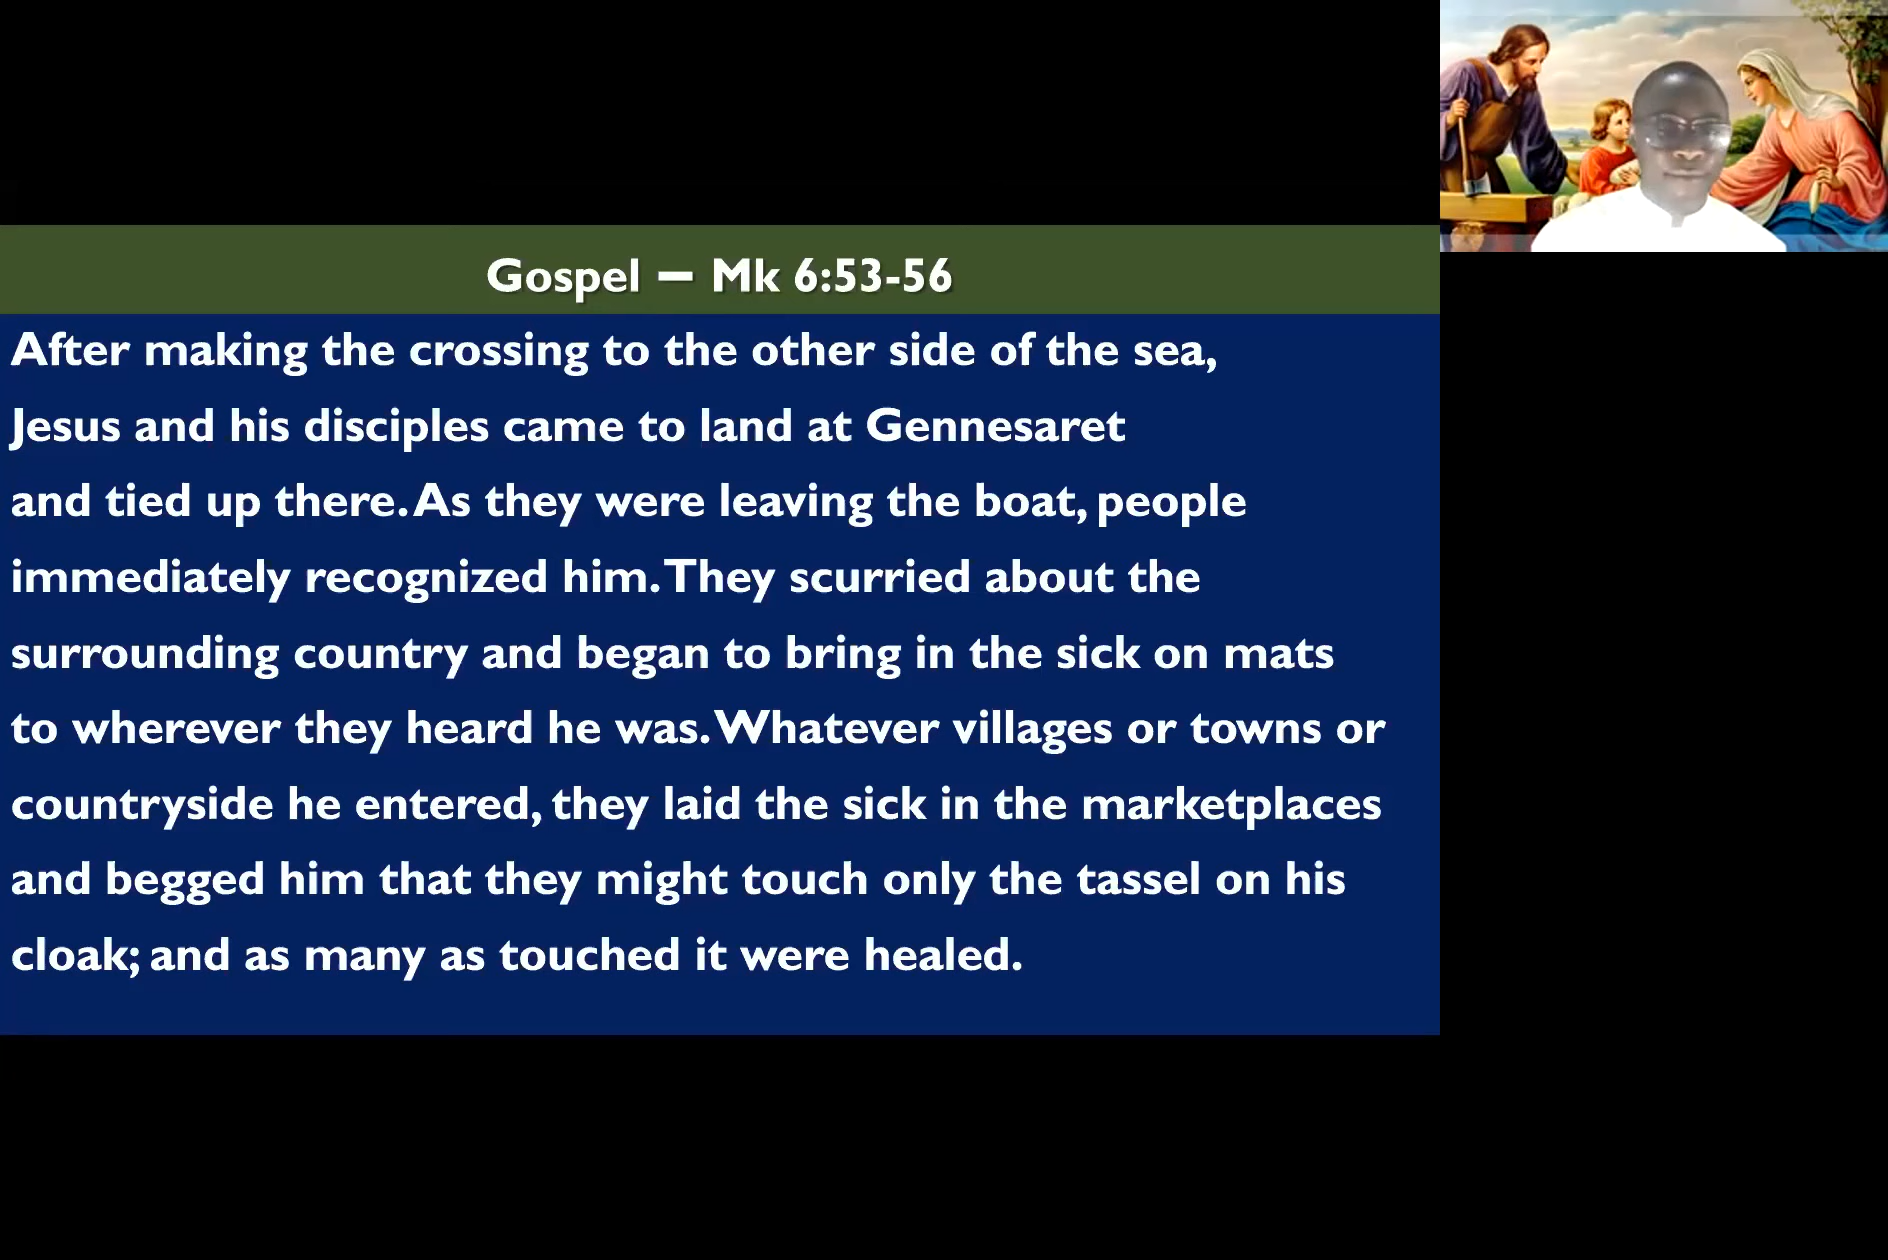 Gospel — Mk 6:53-56
After making the crossing to the other side of the sea,
Jesus and his disciples came to land at Gennesaret
and tied up there. As they were leaving the boat, people
immediately recognized him. They scurried about the
surrounding country and began to bring in the sick on mats
to wherever they heard he was. Whatever villages or towns or
countryside he entered, they laid the sick in the marketplaces
and begged him that they might touch only the tassel on his
cloak; and as many as touched it were healed.